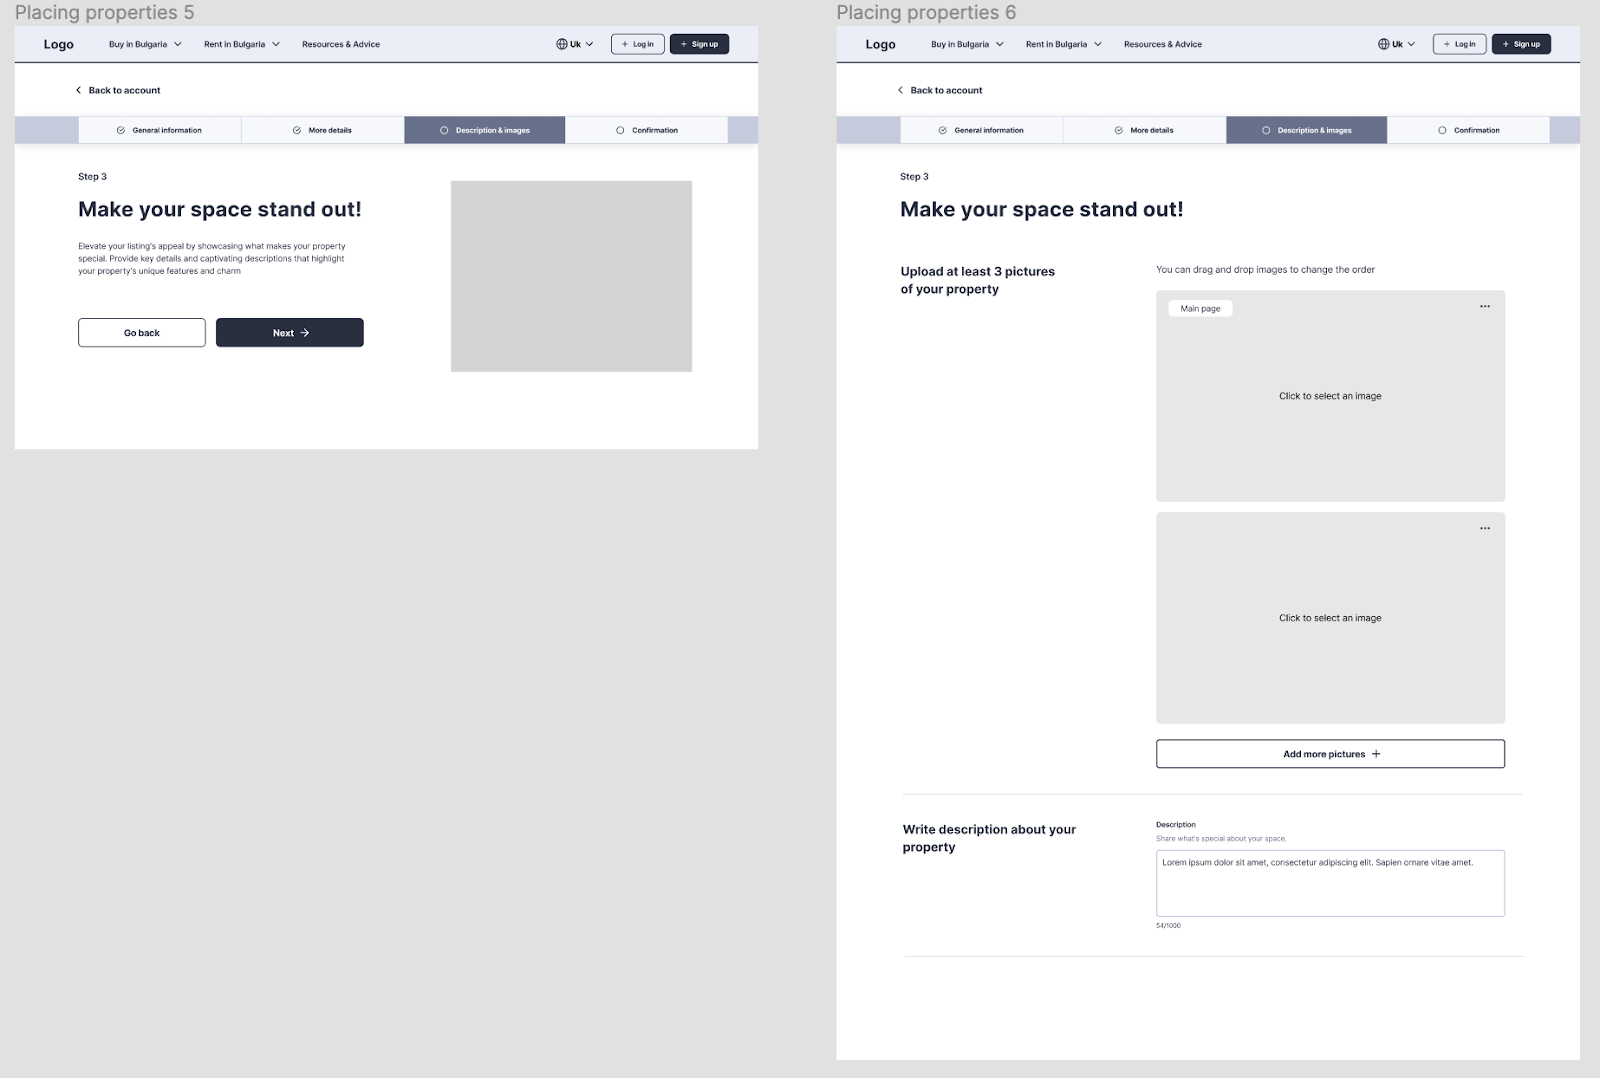 Placing properties 5
Logo
Buy in Bulgaria
Rent in Bulgaria
Resources & Advice
Uk
+ Log in
+ Sign up
Back to account
General information
More details
Description & images
Confirmation
Step 3
Make your space stand out!
Elevate your listing's appeal by showcasing what makes your property
special. Provide key details and captivating descriptions that highlight
your property's unique features and charm
Go back
Next →
Placing properties 6
Logo
Buy in Bulgaria
Rent in Bulgaria
Resources & Advice
Uk
+ Log in
+ Sign up
Back to account
General information
More details
Description & images
Confirmation
Step 3
Make your space stand out!
Upload at least 3 pictures
of your property
You can drag and drop images to change the order
Main page
Click to select an image
Click to select an image
Add more pictures +
Write description about your
property
Description
Share what's special about your space.
Lorem ipsum dolor sit amet, consectetur adipiscing elit. Sapien ornare vitae amet.
54/1000